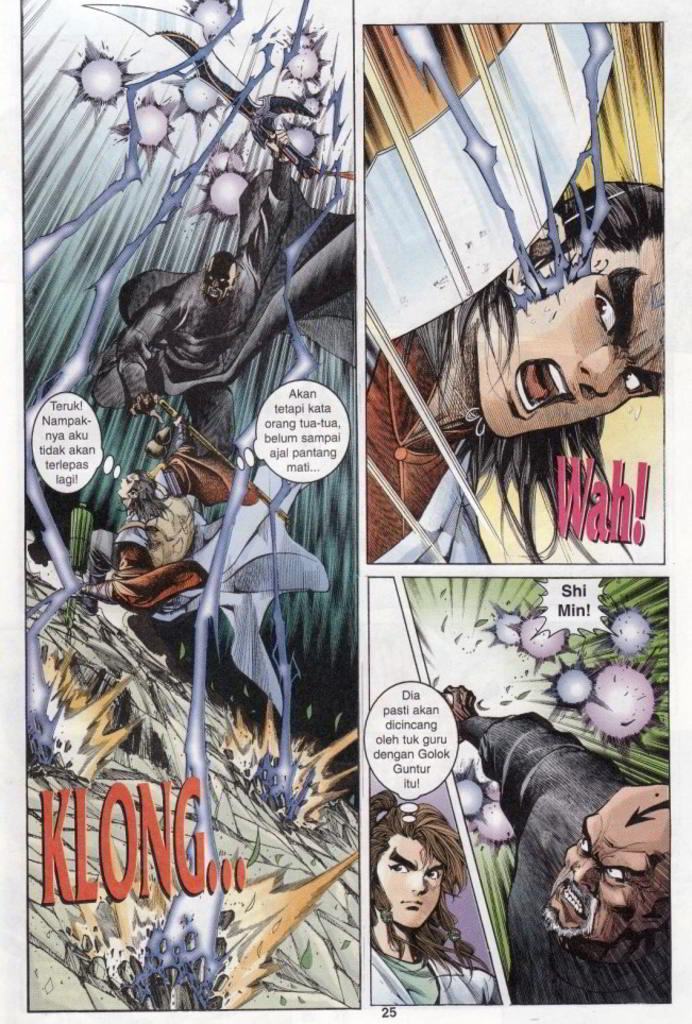 Teruk!
Nampak-
nya aku
tidak akan
terlepas
lagi!
Akan
tetapi kata
orang tua-tua,
belum sampai
ajal pantang
mati...
KLONG...
Wah!
Shi
Min!
Dia
pasti akan
dicincang
oleh tuk guru
dengan Golok
Guntur
itu!
25